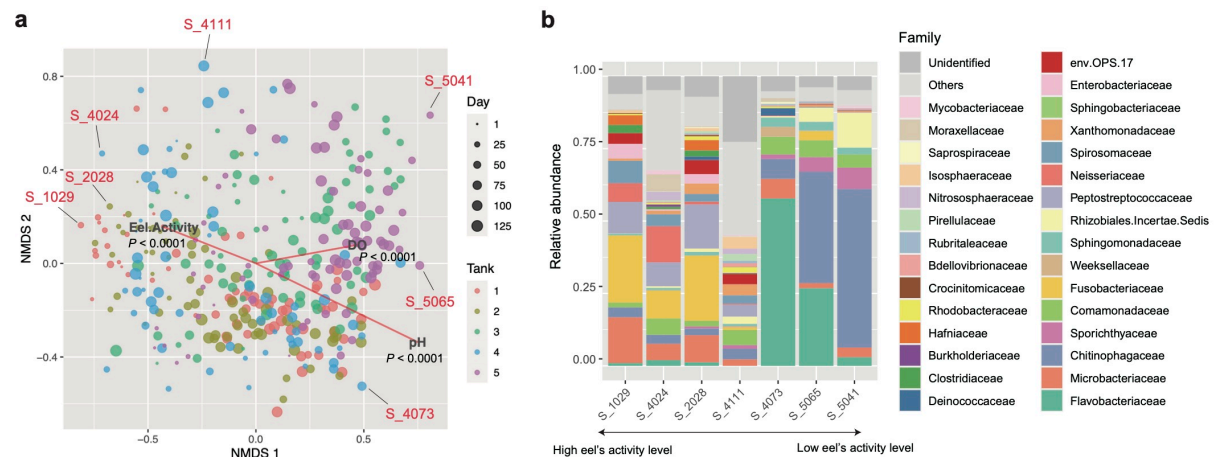 a
S_4111
S_5041
S_4024
S_2028
S_1029
Eel.Activity
P < 0.0001
DO
P < 0.0001
S_5065
pH
P < 0.0001
S_4073
0.8
0.4
0.0
−0.4
NMDS 2
−0.5
0.0
0.5
NMDS 1
Day
1
25
50
75
100
125
Tank
1
2
3
4
5
b
1.00
0.75
0.50
0.25
0.00
Relative abundance
S_1029
S_4024
S_2028
S_4111
S_4073
S_5065
S_5041
High eel's activity level
Low eel's activity level
Family
Unidentified
Others
Mycobacteriaceae
Moraxellaceae
Saprospiraceae
Isosphaeraceae
Nitrososphaeraceae
Pirellulaceae
Rubritaleaceae
Bdellovibrionaceae
Crocinitomicaceae
Rhodobacteraceae
Hafniaceae
Burkholderiaceae
Clostridiaceae
Deinococcaceae
env.OPS.17
Enterobacteriaceae
Sphingobacteriaceae
Xanthomonadaceae
Spirosomaceae
Neisseriaceae
Peptostreptococcaceae
Rhizobiales.Incertae.Sedis
Sphingomonadaceae
Weeksellaceae
Fusobacteriaceae
Comamonadaceae
Sporichthyaceae
Chitinophagaceae
Microbacteriaceae
Flavobacteriaceae